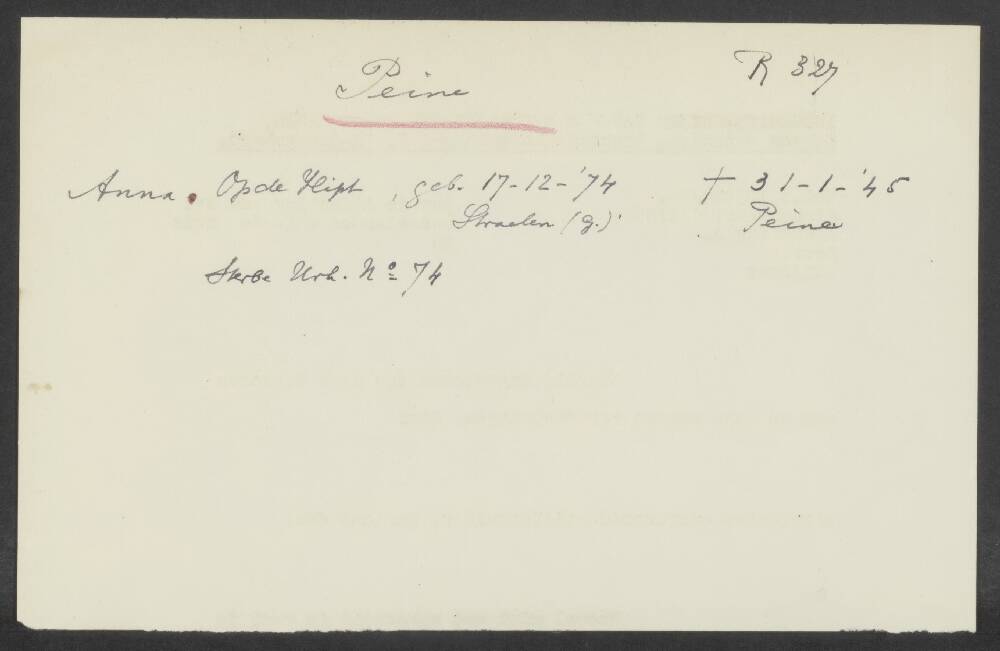 Peine
R 327
Anna. Op de Hipt, geb. 17-12-'74 † 31-1-'45
Straelen (g.) Peine
Sterbe Urk. Nº 74